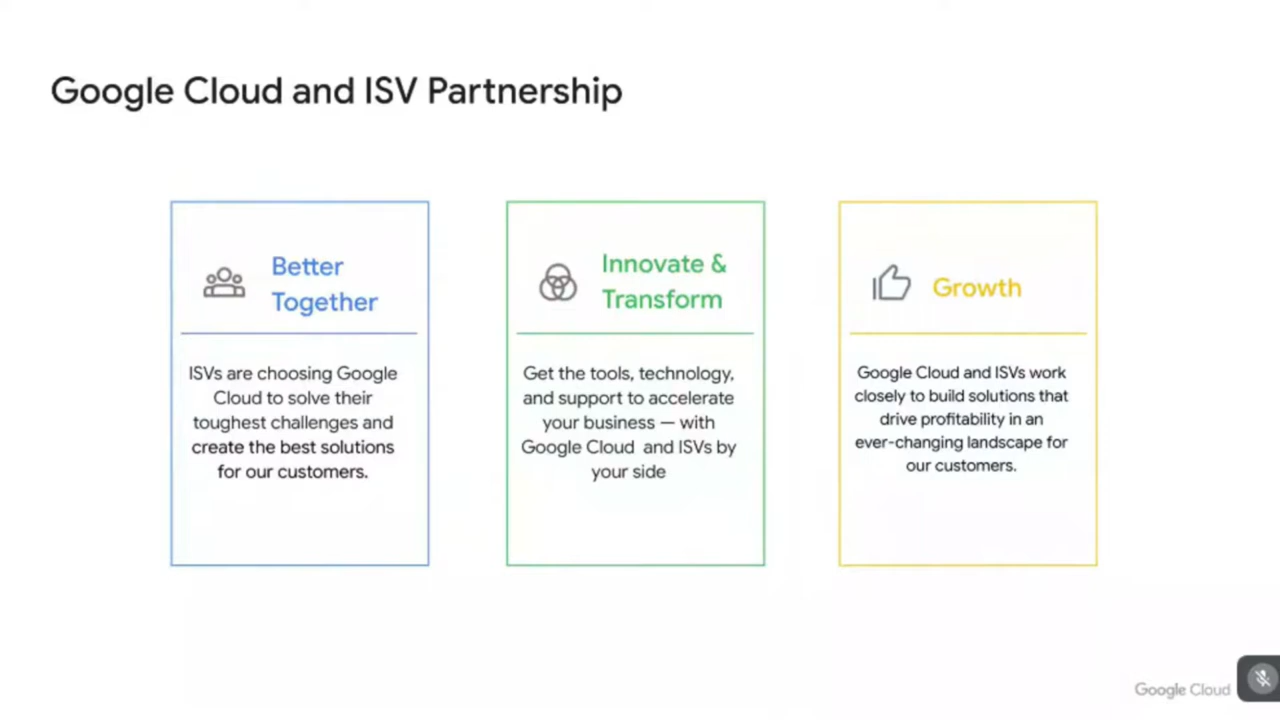 Google Cloud and ISV Partnership
Better
Together
ISVs are choosing Google
Cloud to solve their
toughest challenges and
create the best solutions
for our customers.
Innovate &
Transform
Get the tools, technology,
and support to accelerate
your business — with
Google Cloud  and ISVs by
your side
Growth
Google Cloud and ISVs work
closely to build solutions that
drive profitability in an
ever-changing landscape for
our customers.
Google Cloud